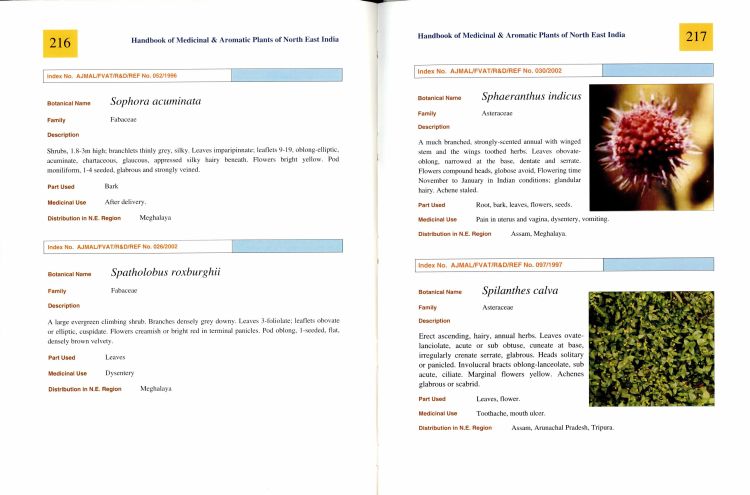 216
Handbook of Medicinal & Aromatic Plants of North East India
Index No. AJMAL/FVAT/R&D/REF No. 052/1996
Botanical Name Sophora acuminata
Family Fabaceae
Description
Shrubs, 1.8-3m high; branchlets thinly grey, silky. Leaves imparipinnate; leaflets 9-19, oblong-elliptic,
acuminate, chartaceous, glaucous, appressed silky hairy beneath. Flowers bright yellow. Pod
moniliform, 1-4 seeded, glabrous and strongly veined.
Part Used Bark
Medicinal Use After delivery.
Distribution in N.E. Region Meghalaya
Index No. AJMAL/FVAT/R&D/REF No. 026/2002
Botanical Name Spatholobus roxburghii
Family Fabaceae
Description
A large evergreen climbing shrub. Branches densely grey downy. Leaves 3-foliolate; leaflets obovate
or elliptic, cuspidate. Flowers creamish or bright red in terminal panicles. Pod oblong, 1-seeded, flat,
densely brown velvety.
Part Used Leaves
Medicinal Use Dysentery
Distribution in N.E. Region Meghalaya
Handbook of Medicinal & Aromatic Plants of North East India
217
Index No. AJMAL/FVAT/R&D/REF No. 030/2002
Botanical Name Sphaeranthus indicus
Family Asteraceae
Description
A much branched, strongly-scented annual with winged
stem and the wings toothed herbs. Leaves obovate-
oblong, narrowed at the base, dentate and serrate.
Flowers compound heads, globose avoid, Flowering time
November to January in Indian conditions; glandular
hairy. Achene staled.
Part Used Root, bark, leaves, flowers, seeds.
Medicinal Use Pain in uterus and vagina, dysentery, vomiting.
Distribution in N.E. Region Assam, Meghalaya.
Index No. AJMAL/FVAT/R&D/REF No. 097/1997
Botanical Name Spilanthes calva
Family Asteraceae
Description
Erect ascending, hairy, annual herbs. Leaves ovate-
lanciolate, acute or sub obtuse, cuneate at base,
irregularly crenate serrate, glabrous. Heads solitary
or panicled. Involucral bracts oblong-lanceolate, sub
acute, ciliate. Marginal flowers yellow. Achenes
glabrous or scabrid.
Part Used Leaves, flower.
Medicinal Use Toothache, mouth ulcer.
Distribution in N.E. Region Assam, Arunachal Pradesh, Tripura.